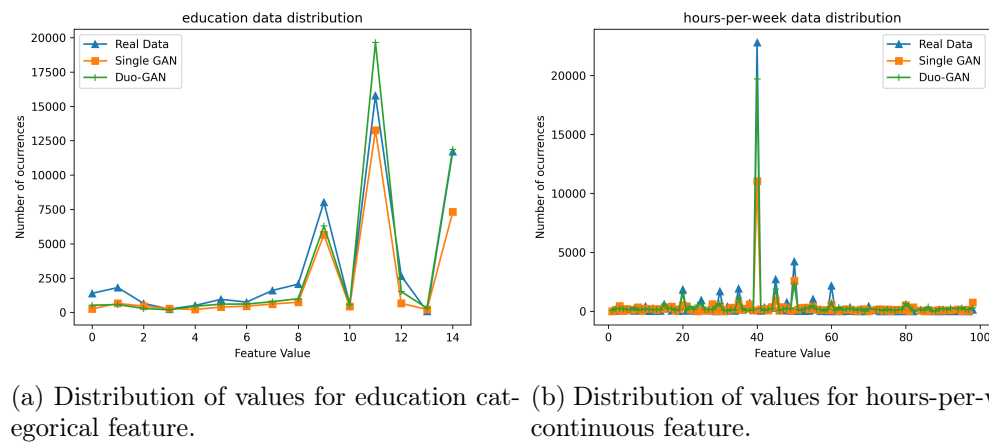 education data distribution
Real Data
Single GAN
Duo-GAN
20000
17500
15000
12500
10000
7500
5000
2500
0
Number of ocurrences
0 2 4 6 8 10 12 14
Feature Value
(a) Distribution of values for education cat-
egorical feature.
hours-per-week data distribution
Real Data
Single GAN
Duo-GAN
20000
15000
10000
5000
0
Number of ocurrences
0 20 40 60 80 100
Feature Value
(b) Distribution of values for hours-per-
continuous feature.